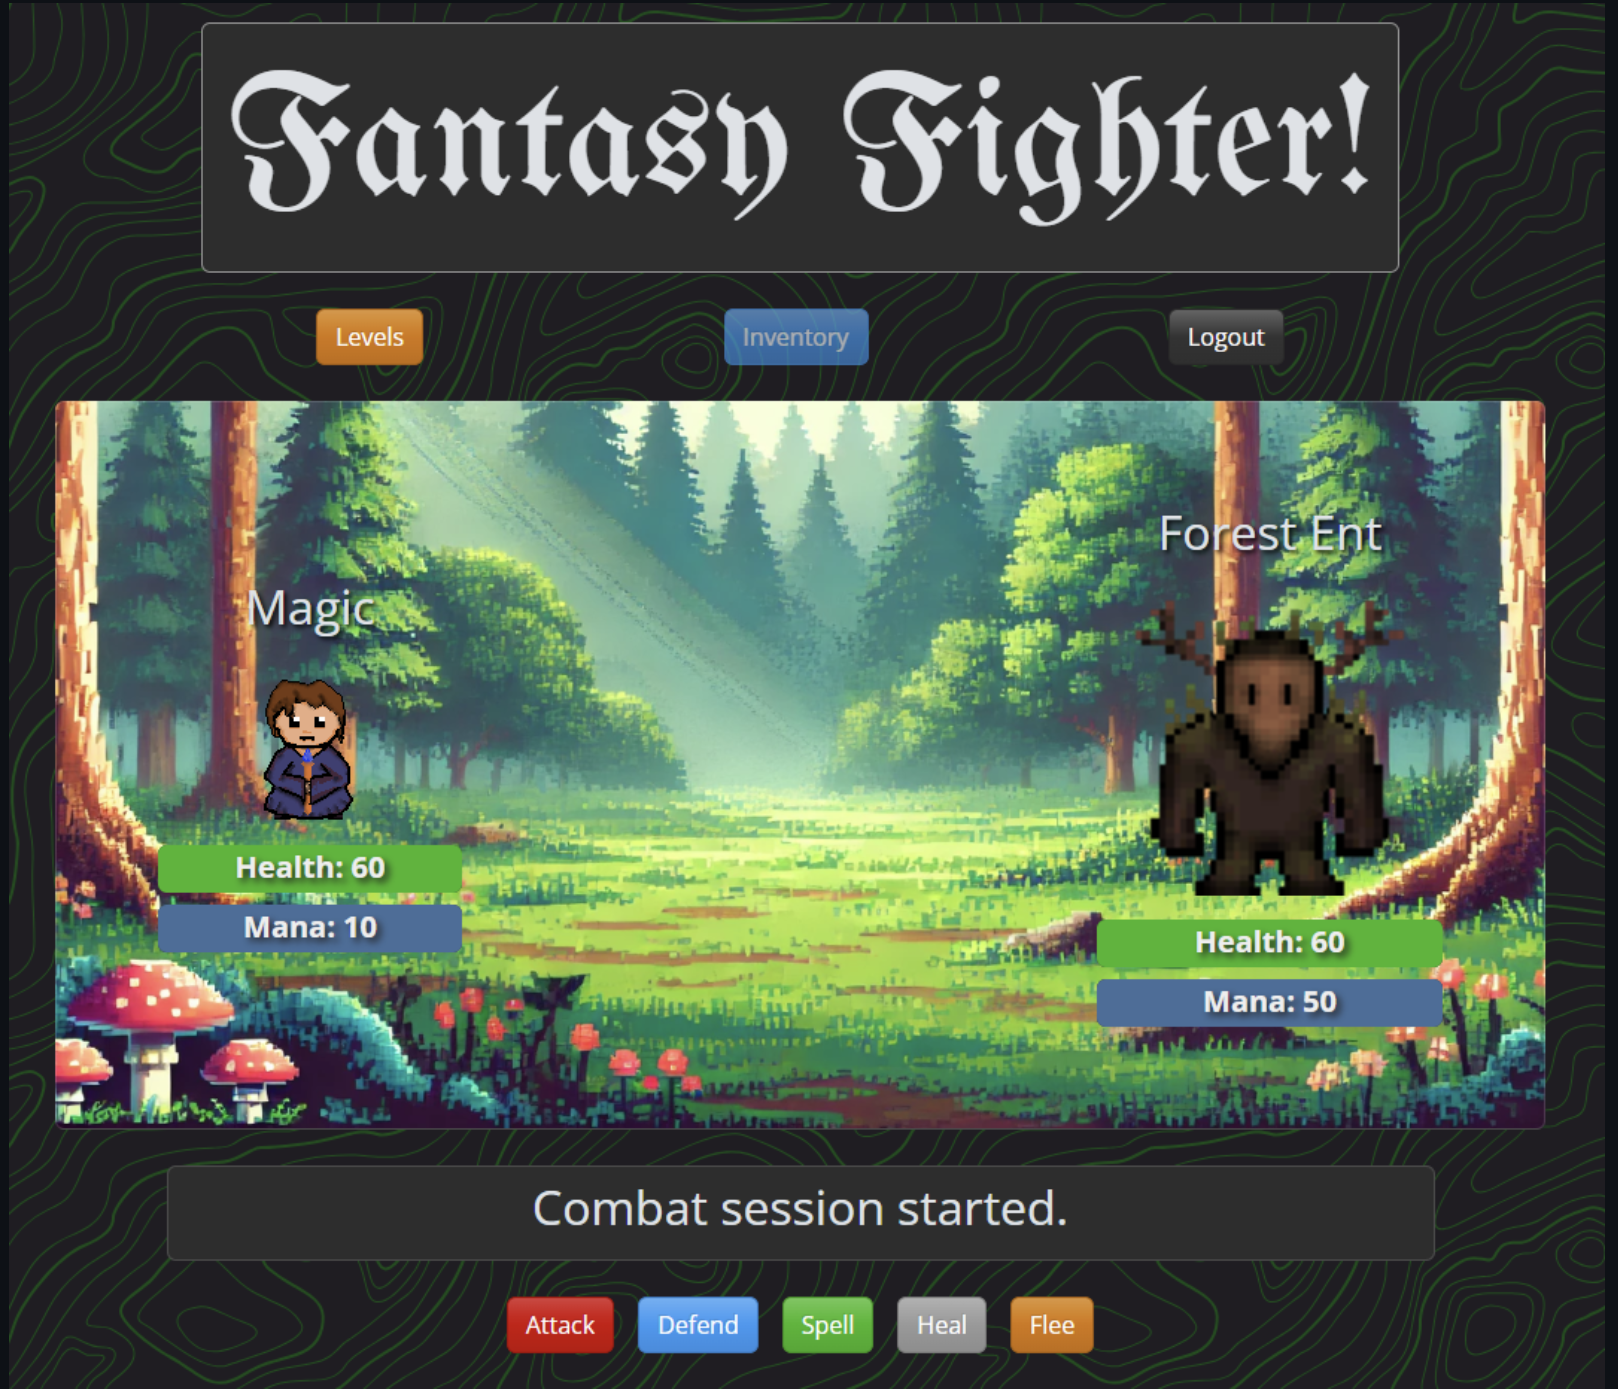 Fantasy Fighter!
Levels Inventory Logout
Forest Ent
Magic
Health: 60
Mana: 10
Health: 60
Mana: 50
Combat session started.
Attack Defend Spell Heal Flee